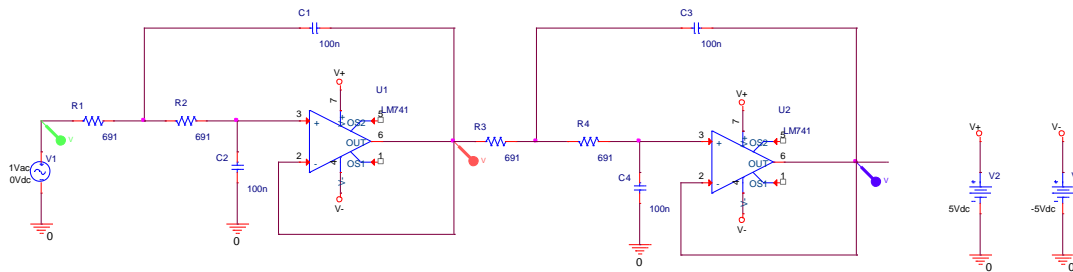 C1
100n
C3
100n
V+
V+
R1
691
R2
691
U1
LM741
3
+
7
V+
5
OS2
OUT
6
2
-
4
V-
OS1
1
V-
C2
100n
V
V1
1Vac
0Vdc
0
0
V
R3
691
R4
691
U2
LM741
3
+
7
V+
5
OS2
OUT
6
2
-
4
V-
OS1
1
V-
C4
100n
0
V
V+
V2
5Vdc
0
V-
V
-5Vdc
0